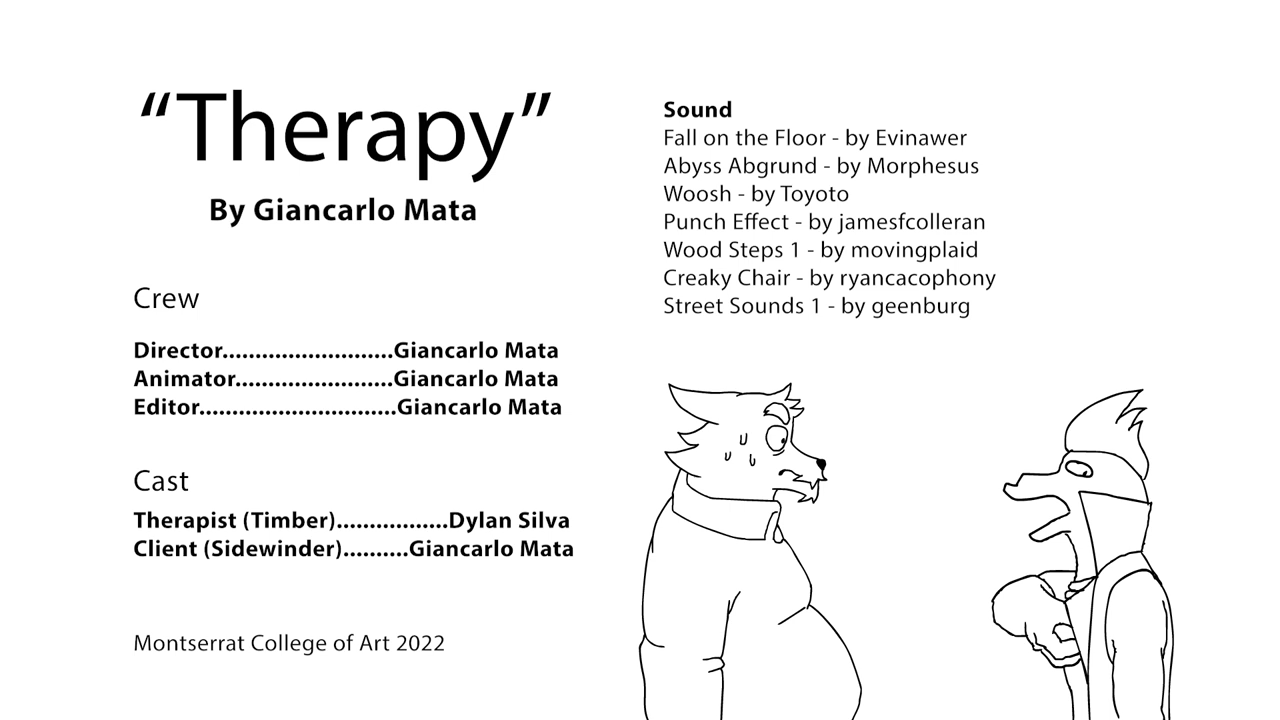 “Therapy”
By Giancarlo Mata
Crew
Director..........................Giancarlo Mata
Animator........................Giancarlo Mata
Editor..............................Giancarlo Mata
Cast
Therapist (Timber).................Dylan Silva
Client (Sidewinder)..........Giancarlo Mata
Montserrat College of Art 2022
Sound
Fall on the Floor - by Evinawer
Abyss Abgrund - by Morphesus
Woosh - by Toyoto
Punch Effect - by jamesfcolleran
Wood Steps 1 - by movingplaid
Creaky Chair - by ryancacophony
Street Sounds 1 - by geenburg